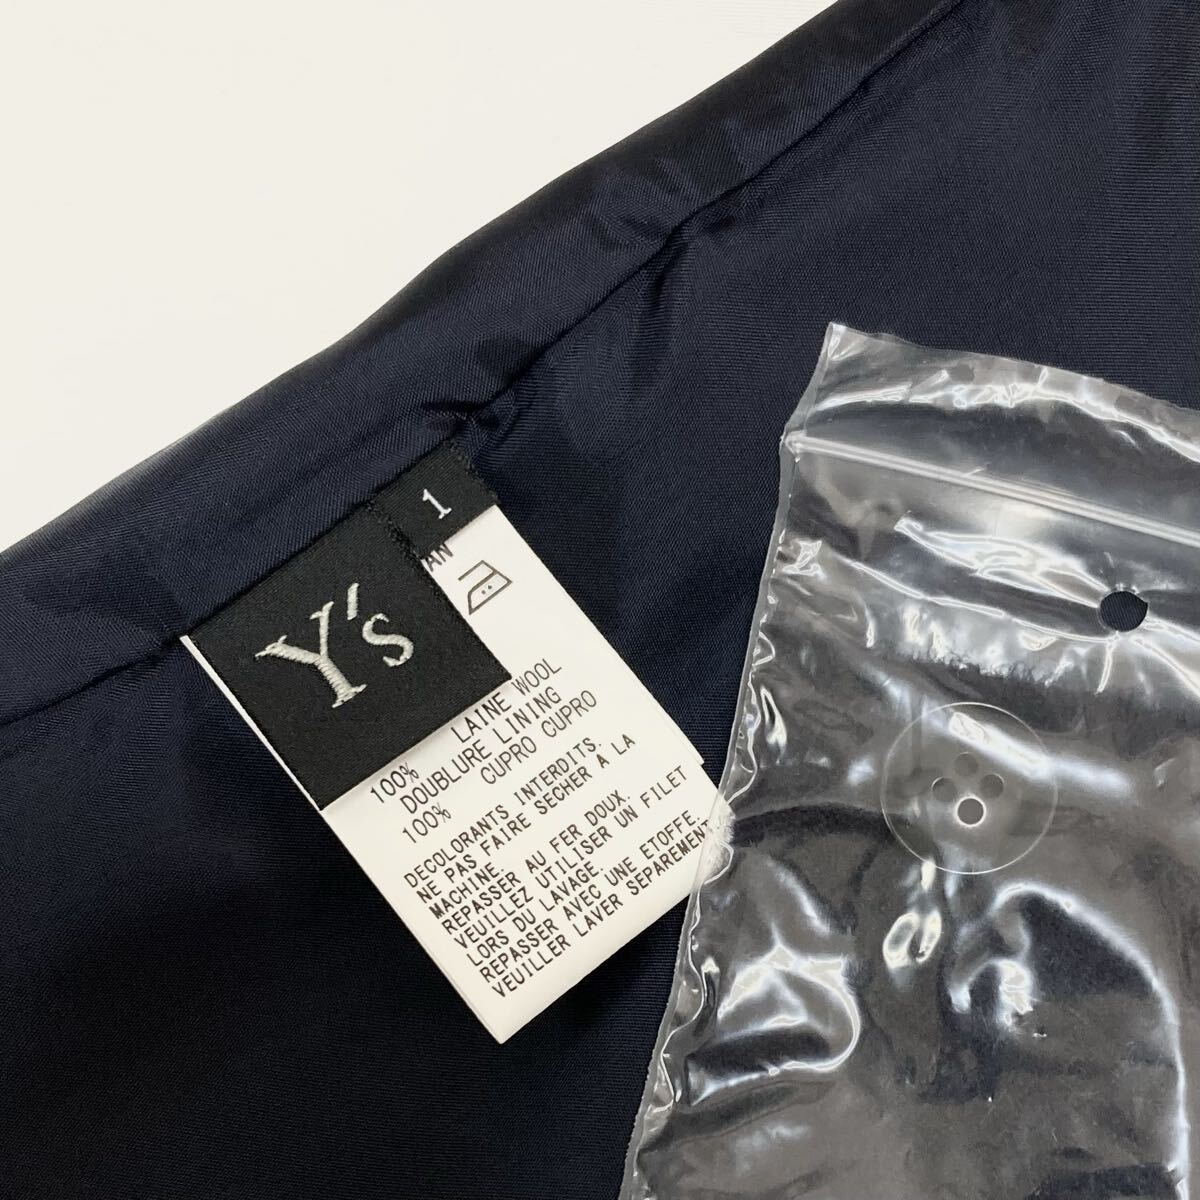 1
Y's
AN
100% LAINE WOOL
DOUBLURE LINING
100% CUPRO CUPRO
DECOLORANTS INTERDITS.
NE PAS FAIRE SECHER A LA
MACHINE.
REPASSER AU FER DOUX.
VEUILLEZ UTILISER UN FILET
LORS DU LAVAGE.
REPASSER AVEC UNE ETOFFE.
VEUILLER LAVER SEPAREMENT